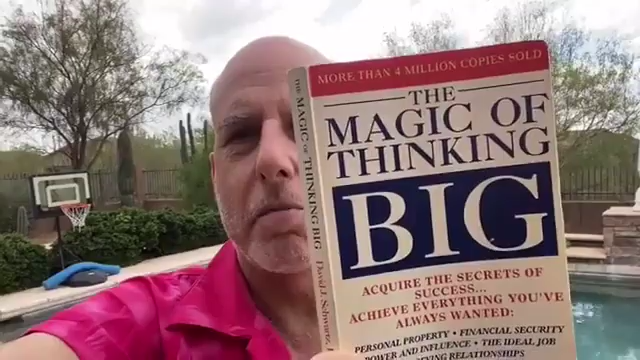 MORE THAN 4 MILLION COPIES SOLD
THE
MAGIC OF
THINKING
BIG
ACQUIRE THE SECRETS OF
SUCCESS...
ACHIEVE EVERYTHING YOU'VE
ALWAYS WANTED:
PERSONAL PROPERTY • FINANCIAL SECURITY
POWER AND INFLUENCE • THE IDEAL JOB
YING RELATIONSHIPS
THE MAGIC OF THINKING BIG David J. Schwartz,